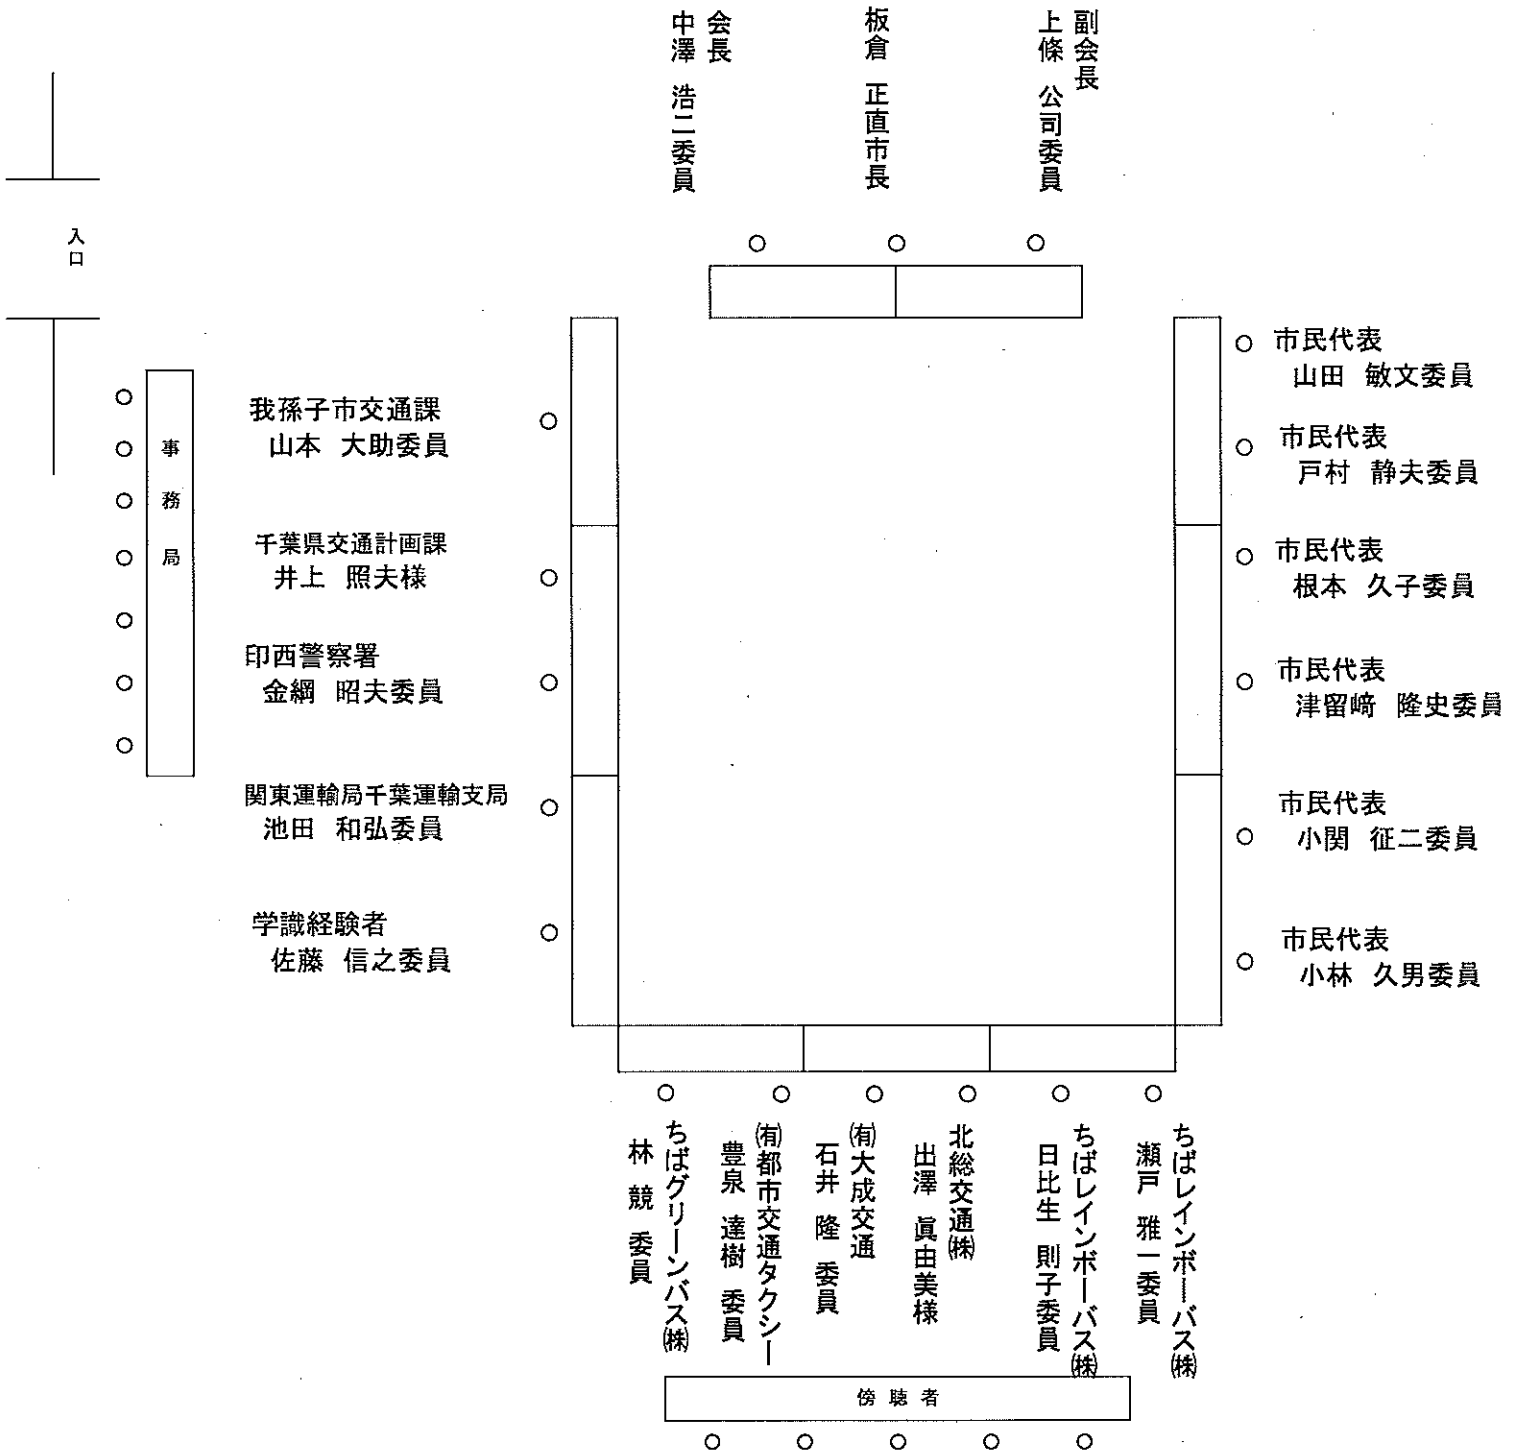 会長
中澤 浩二委員
板倉 正直市長
副会長
上條 公司委員
入口
事務局
我孫子市交通課
山本 大助委員
千葉県交通計画課
井上 照夫様
印西警察署
金綱 昭夫委員
関東運輸局千葉運輸支局
池田 和弘委員
学識経験者
佐藤 信之委員
市民代表
山田 敏文委員
市民代表
戸村 静夫委員
市民代表
根本 久子委員
市民代表
津留﨑 隆史委員
市民代表
小関 征二委員
市民代表
小林 久男委員
ちばグリーンバス㈱
林 競 委員
㈲都市交通タクシー
豊泉 達樹 委員
㈲大成交通
石井 隆 委員
北総交通㈱
出澤 眞由美様
ちばレインボーバス㈱
日比生 則子委員
ちばレインボーバス㈱
瀬戸 雅一委員
傍聴者